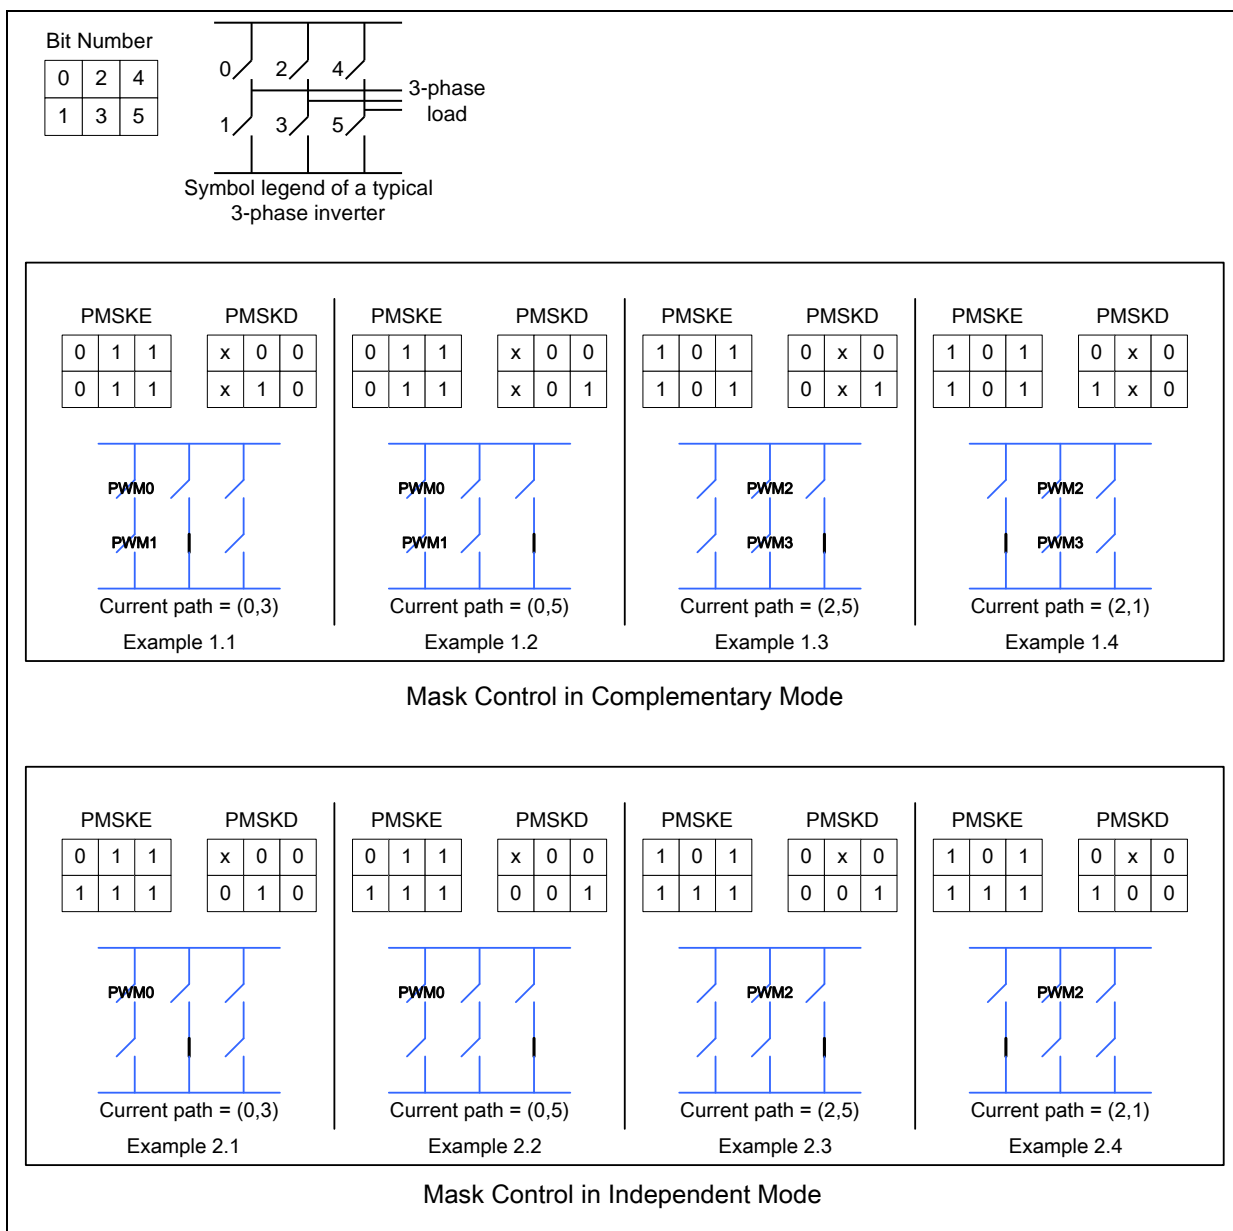 Bit Number
0 2 4
1 3 5
0 2 4
1 3 5
3-phase
load
Symbol legend of a typical
3-phase inverter
PMSKE PMSKD PMSKE PMSKD PMSKE PMSKD PMSKE PMSKD
0 1 1 x 0 0 0 1 1 x 0 0 1 0 1 0 x 0 1 0 1 0 x 0
0 1 1 x 1 0 0 1 1 x 0 1 1 0 1 0 x 1 1 0 1 1 x 0
PWM0 PWM0 PWM2 PWM2
PWM1 PWM1 PWM3 PWM3
Current path = (0,3) Current path = (0,5) Current path = (2,5) Current path = (2,1)
Example 1.1 Example 1.2 Example 1.3 Example 1.4
Mask Control in Complementary Mode
PMSKE PMSKD PMSKE PMSKD PMSKE PMSKD PMSKE PMSKD
0 1 1 x 0 0 0 1 1 x 0 0 1 0 1 0 x 0 1 0 1 0 x 0
1 1 1 0 1 0 1 1 1 0 0 1 1 1 1 0 0 1 1 1 1 1 0 0
PWM0 PWM0 PWM2 PWM2
Current path = (0,3) Current path = (0,5) Current path = (2,5) Current path = (2,1)
Example 2.1 Example 2.2 Example 2.3 Example 2.4
Mask Control in Independent Mode